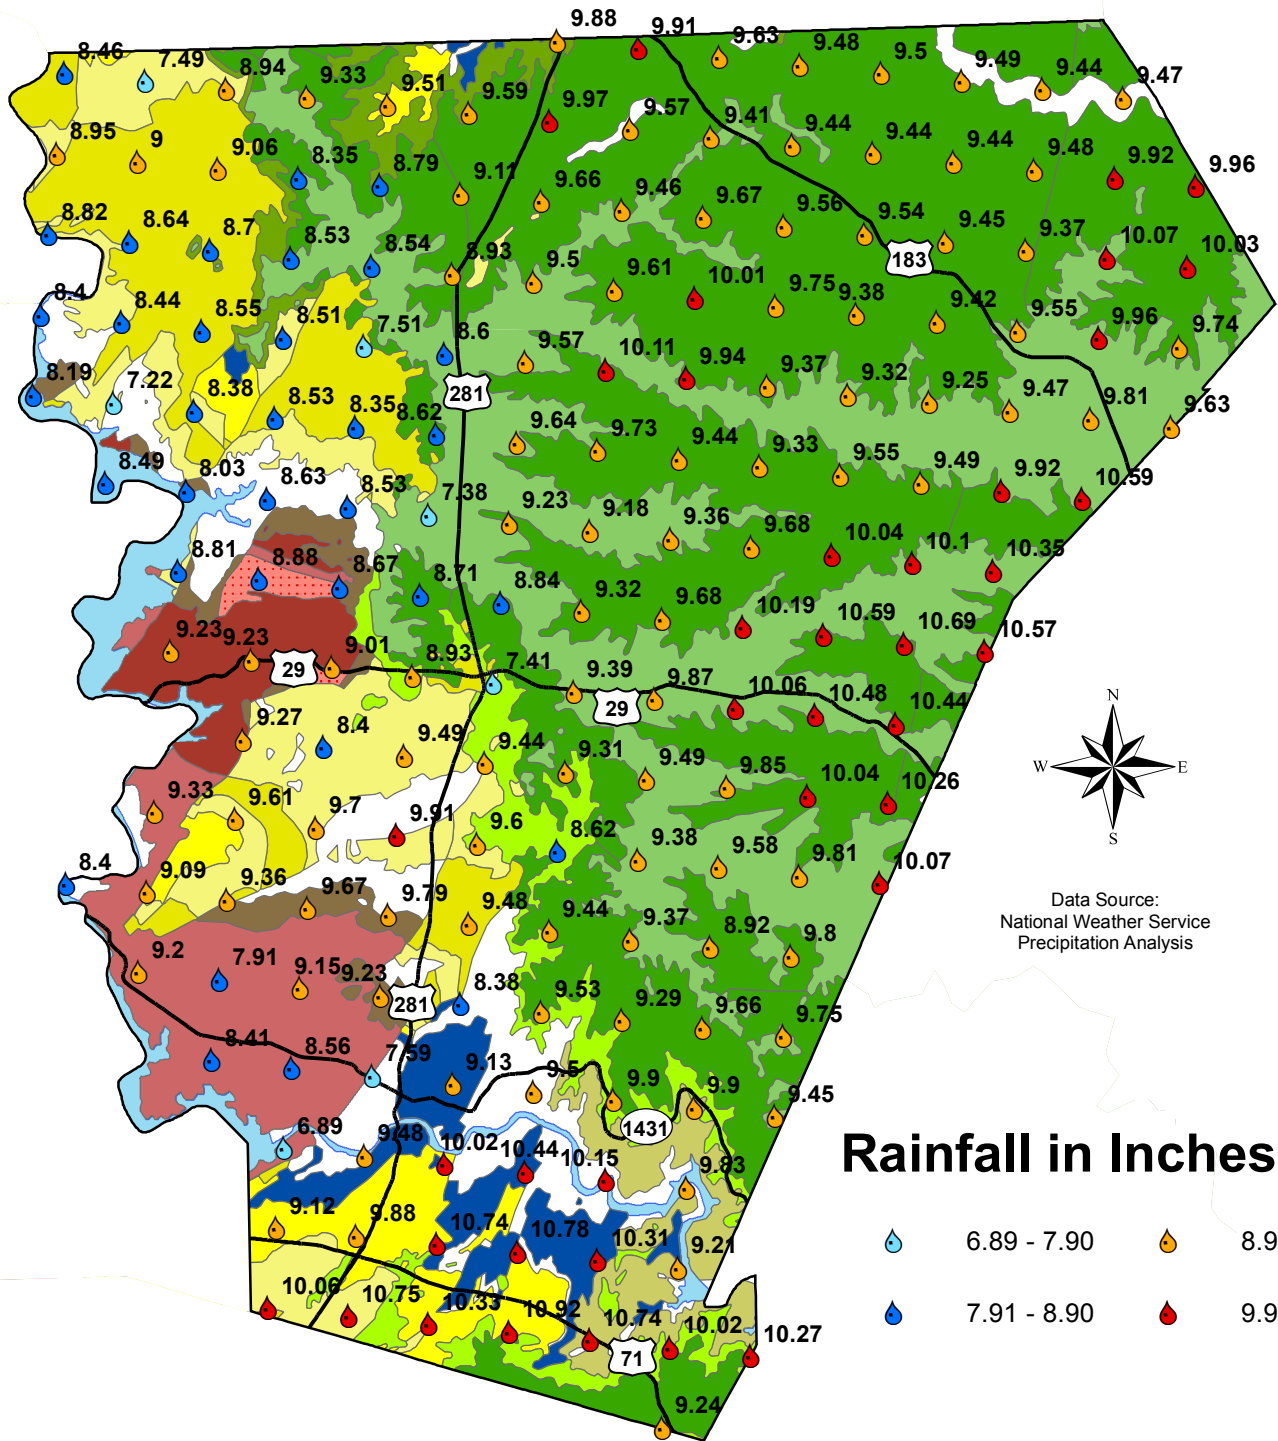 9.88 9.91 9.63 9.48 9.5 9.49 9.44 9.47
8.46 7.49 8.94 9.33 9.51 9.59 9.97 9.57 9.41 9.44 9.44 9.44 9.48 9.92 9.96
8.95 9 9.06 8.35 8.79 9.11 9.66 9.46 9.67 9.56 9.54 9.45 9.37 10.07 10.03
8.82 8.64 8.7 8.53 8.54 8.93 9.5 9.61 10.01 9.75 9.38 9.42 9.55 9.96 9.74
183
8.4 8.44 8.55 8.51 7.51 8.6 9.57 10.11 9.94 9.37 9.32 9.25 9.47 9.81 9.63
281
8.19 7.22 8.38 8.53 8.35 8.62 9.64 9.73 9.44 9.33 9.55 9.49 9.92 10.59
8.49 8.03 8.63 8.53 7.38 9.23 9.18 9.36 9.68 10.04 10.1 10.35
8.81 8.88 8.67 8.71 8.84 9.32 9.68 10.19 10.59 10.69 10.57
9.23 9.23 9.01 8.93 7.41 9.39 9.87 10.06 10.48 10.44
29
29
9.27 8.4 9.49 9.44 9.31 9.49 9.85 10.04 10.26
9.33 9.61 9.7 9.91 9.6 8.62 9.38 9.58 9.81 10.07
8.4 9.09 9.36 9.67 9.79 9.48 9.44 9.37 8.92 9.8
9.2 7.91 9.15 9.23 8.38 9.53 9.29 9.66 9.75
281
8.41 8.56 7.59 9.13 9.5 9.9 9.9 9.45
1431
6.89 9.48 10.02 10.44 10.15 9.83
9.12 9.88 10.74 10.78 10.31 9.21
10.06 10.75 10.33 10.92 10.74 10.02 10.27
71
9.24
N
W E
S
Data Source:
National Weather Service
Precipitation Analysis
Rainfall in Inches
6.89 - 7.90 8.9
7.91 - 8.90 9.9